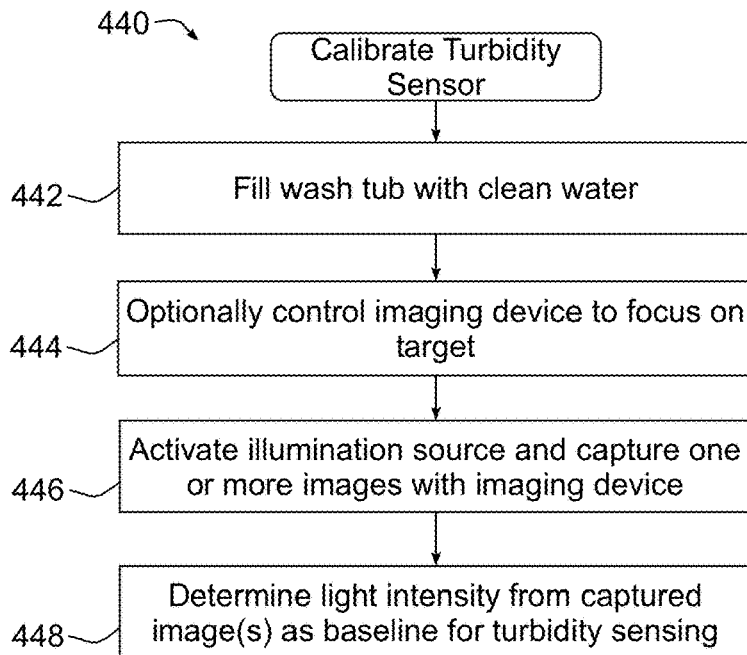 440
Calibrate Turbidity
Sensor
442
Fill wash tub with clean water
444
Optionally control imaging device to focus on
target
446
Activate illumination source and capture one
or more images with imaging device
448
Determine light intensity from captured
image(s) as baseline for turbidity sensing